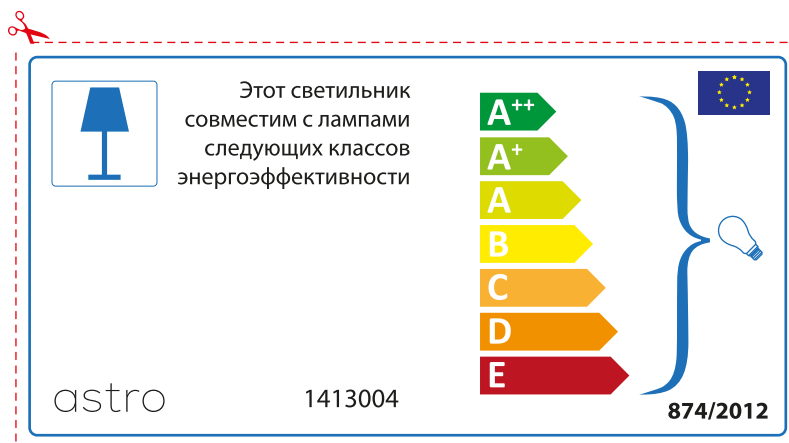 Этот светильник
совместим с лампами
следующих классов
энергоэффективности
A++
A+
A
B
C
D
E
astro
1413004
874/2012